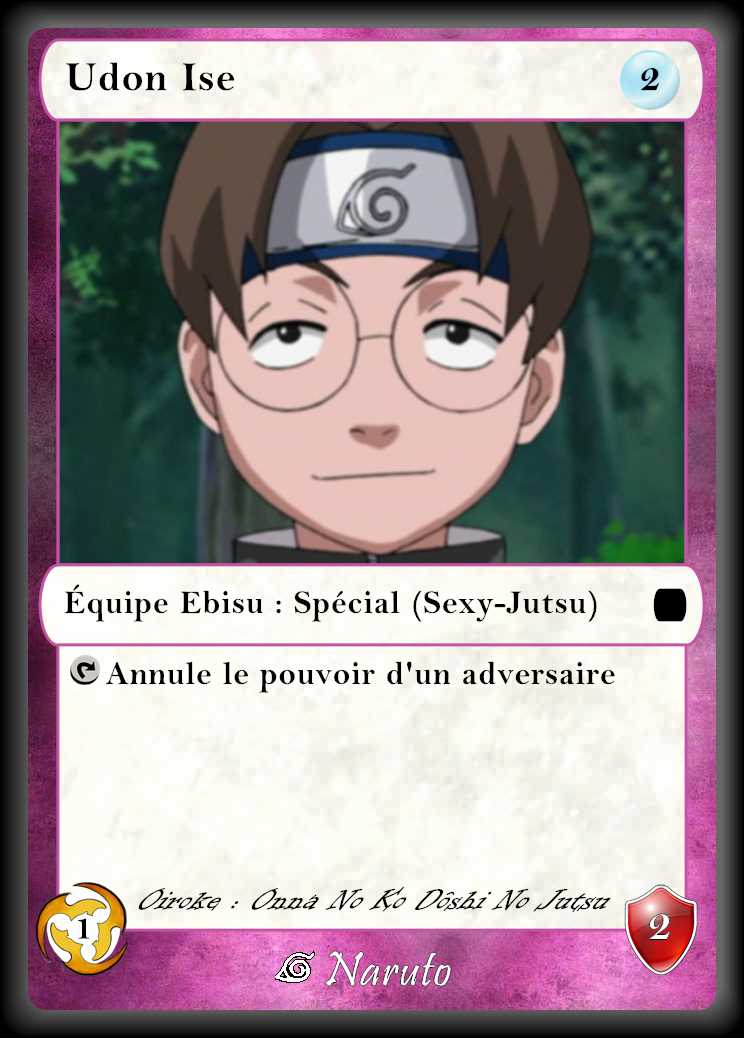 Udon Ise
2
Équipe Ebisu : Spécial (Sexy-Jutsu)
Annule le pouvoir d'un adversaire
Oiroke : Onna No Ko Dôshi No Jutsu
1
2
Naruto